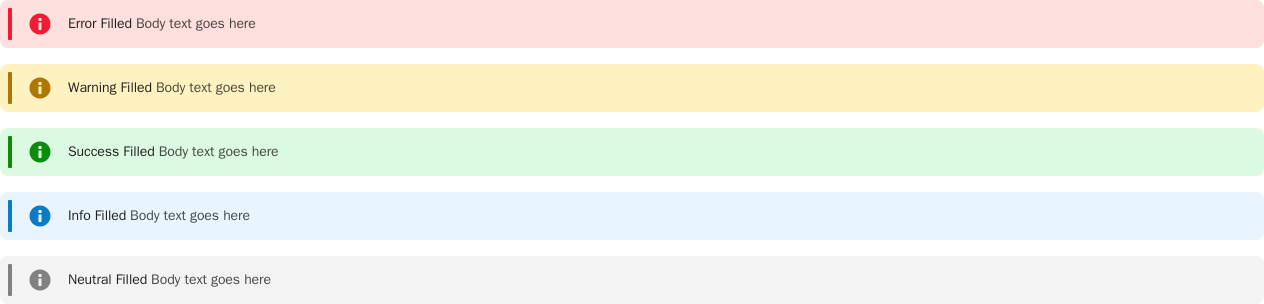 Error Filled Body text goes here
Warning Filled Body text goes here
Success Filled Body text goes here
Info Filled Body text goes here
Neutral Filled Body text goes here